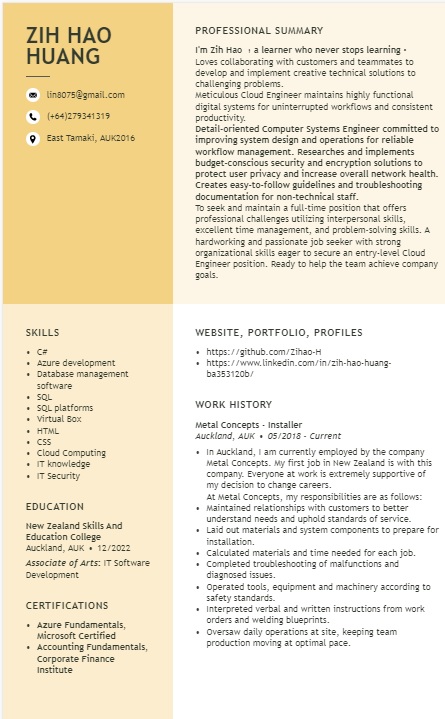 ZIH HAO
HUANG
lin8075@gmail.com
(+64)279341319
East Tamaki, AUK2016
PROFESSIONAL SUMMARY
I'm Zih Hao : a learner who never stops learning •
Loves collaborating with customers and teammates to
develop and implement creative technical solutions to
challenging problems.
Meticulous Cloud Engineer maintains highly functional
digital systems for uninterrupted workflows and consistent
productivity.
Detail-oriented Computer Systems Engineer committed to
improving system design and operations for reliable
workflow management. Researches and implements
budget-conscious security and encryption solutions to
protect user privacy and increase overall network health.
Creates easy-to-follow guidelines and troubleshooting
documentation for non-technical staff.
To seek and maintain a full-time position that offers
professional challenges utilizing interpersonal skills,
excellent time management, and problem-solving skills. A
hardworking and passionate job seeker with strong
organizational skills eager to secure an entry-level Cloud
Engineer position. Ready to help the team achieve company
goals.
SKILLS
• C#
• Azure development
• Database management
software
• SQL
• SQL platforms
• Virtual Box
• HTML
• CSS
• Cloud Computing
• IT knowledge
• IT Security
EDUCATION
New Zealand Skills And
Education College
Auckland, AUK • 12/2022
Associate of Arts: IT Software
Development
CERTIFICATIONS
• Azure Fundamentals,
Microsoft Certified
• Accounting Fundamentals,
Corporate Finance
Institute
WEBSITE, PORTFOLIO, PROFILES
• https://github.com/Zihao-H
• https://www.linkedin.com/in/zih-hao-huang-
ba353120b/
WORK HISTORY
Metal Concepts - Installer
Auckland, AUK • 05/2018 - Current
• In Auckland, I am currently employed by the company
Metal Concepts. My first job in New Zealand is with this
company. Everyone at work is extremely supportive of
my decision to change careers.
At Metal Concepts, my responsibilities are as follows:
• Maintained relationships with customers to better
understand needs and uphold standards of service.
• Laid out materials and system components to prepare for
installation.
• Calculated materials and time needed for each job.
• Completed troubleshooting of malfunctions and
diagnosed issues.
• Operated tools, equipment and machinery according to
safety standards.
• Interpreted verbal and written instructions from work
orders and welding blueprints.
• Oversaw daily operations at site, keeping team
production moving at optimal pace.